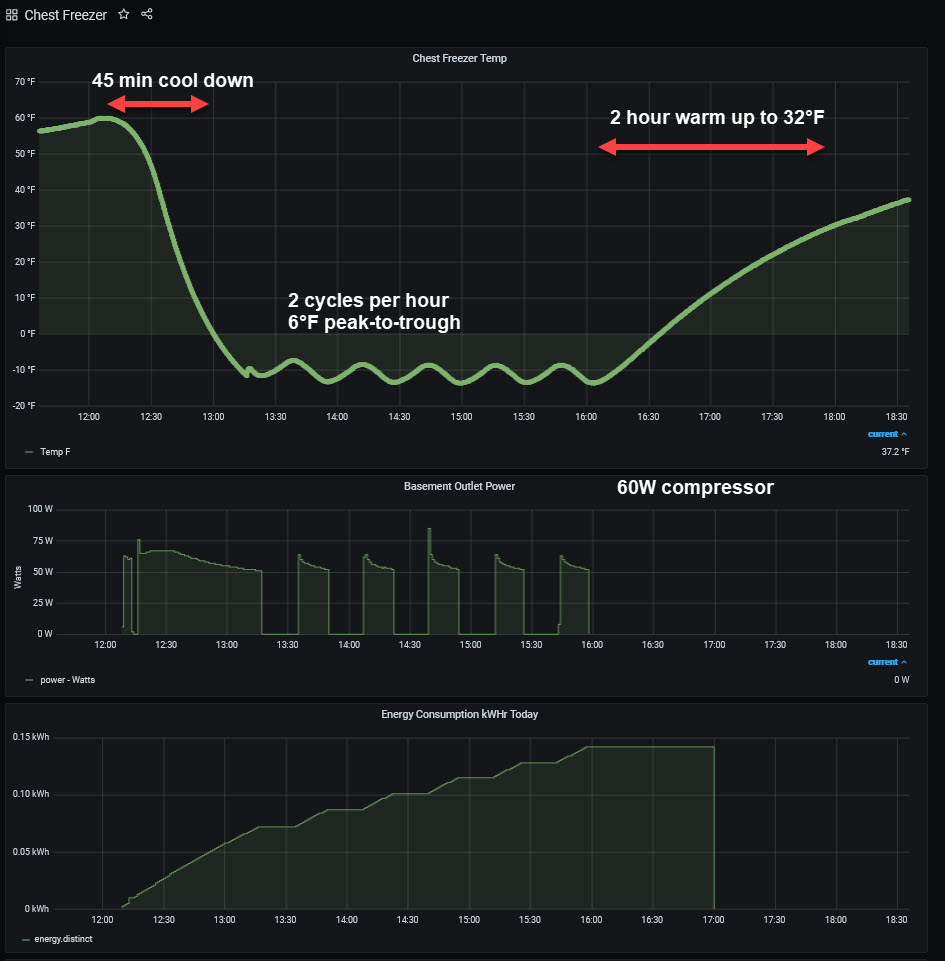 Chest Freezer
Chest Freezer Temp
70 °F
60 °F
50 °F
40 °F
30 °F
20 °F
10 °F
0 °F
-10 °F
-20 °F
45 min cool down
2 hour warm up to 32°F
2 cycles per hour
6°F peak-to-trough
12:00 12:30 13:00 13:30 14:00 14:30 15:00 15:30 16:00 16:30 17:00 17:30 18:00 18:30
current
Temp F 37.2 °F
Basement Outlet Power
60W compressor
100 W
75 W
50 W
25 W
0 W
Watts
12:00 12:30 13:00 13:30 14:00 14:30 15:00 15:30 16:00 16:30 17:00 17:30 18:00 18:30
current
power - Watts 0 W
Energy Consumption kWHr Today
0.15 kWh
0.10 kWh
0.05 kWh
0 kWh
12:00 12:30 13:00 13:30 14:00 14:30 15:00 15:30 16:00 16:30 17:00 17:30 18:00 18:30
energy.distinct